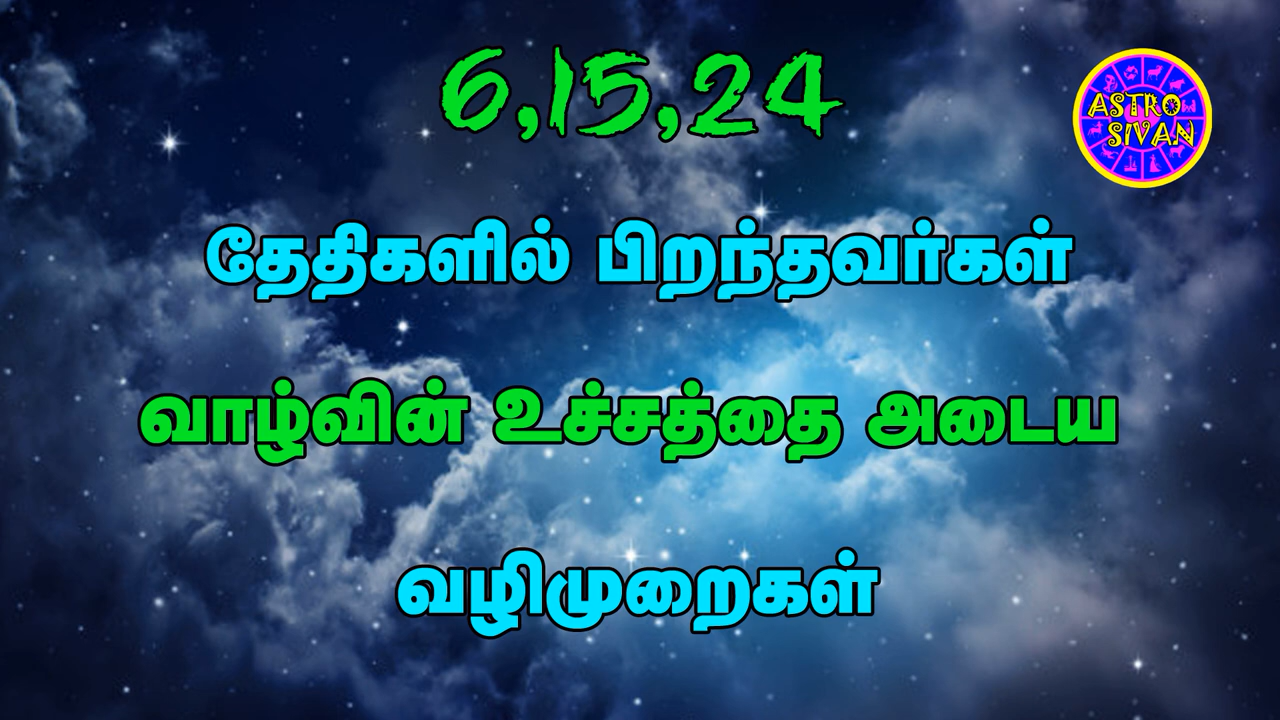 6,15,24
ASTRO
SIVAN
தேதிகளில் பிறந்தவர்கள்
வாழ்வின் உச்சத்தை அடைய
வழிமுறைகள்